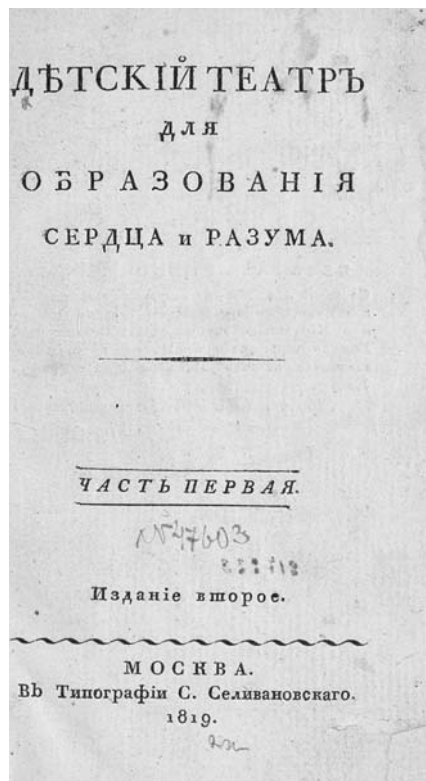 ДѢТСКІЙ ТЕАТРЪ
ДЛЯ
ОБРАЗОВАНІЯ
СЕРДЦА и РАЗУМА.
ЧАСТЬ ПЕРВАЯ.
№47603
Изданіе второе.
МОСКВА.
Въ Типографіи С. Селивановскаго.
1819.